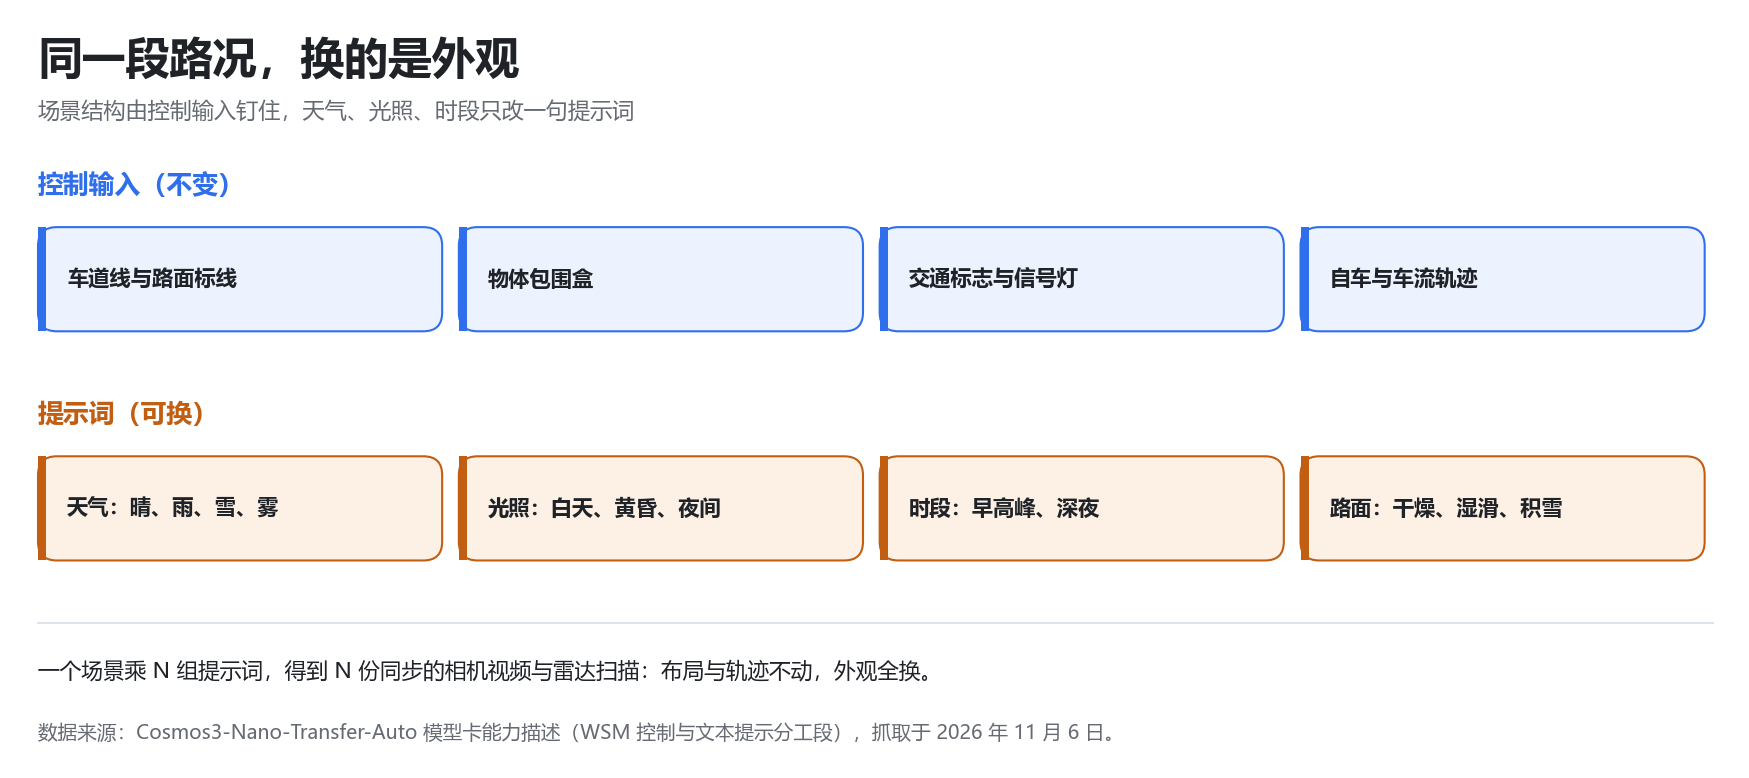 同一段路况，换的是外观
场景结构由控制输入钉住，天气、光照、时段只改一句提示词
控制输入（不变）
车道线与路面标线
物体包围盒
交通标志与信号灯
自车与车流轨迹
提示词（可换）
天气：晴、雨、雪、雾
光照：白天、黄昏、夜间
时段：早高峰、深夜
路面：干燥、湿滑、积雪
一个场景乘 N 组提示词，得到 N 份同步的相机视频与雷达扫描：布局与轨迹不动，外观全换。
数据来源：Cosmos3-Nano-Transfer-Auto 模型卡能力描述（WSM 控制与文本提示分工段），抓取于 2026 年 11 月 6 日。